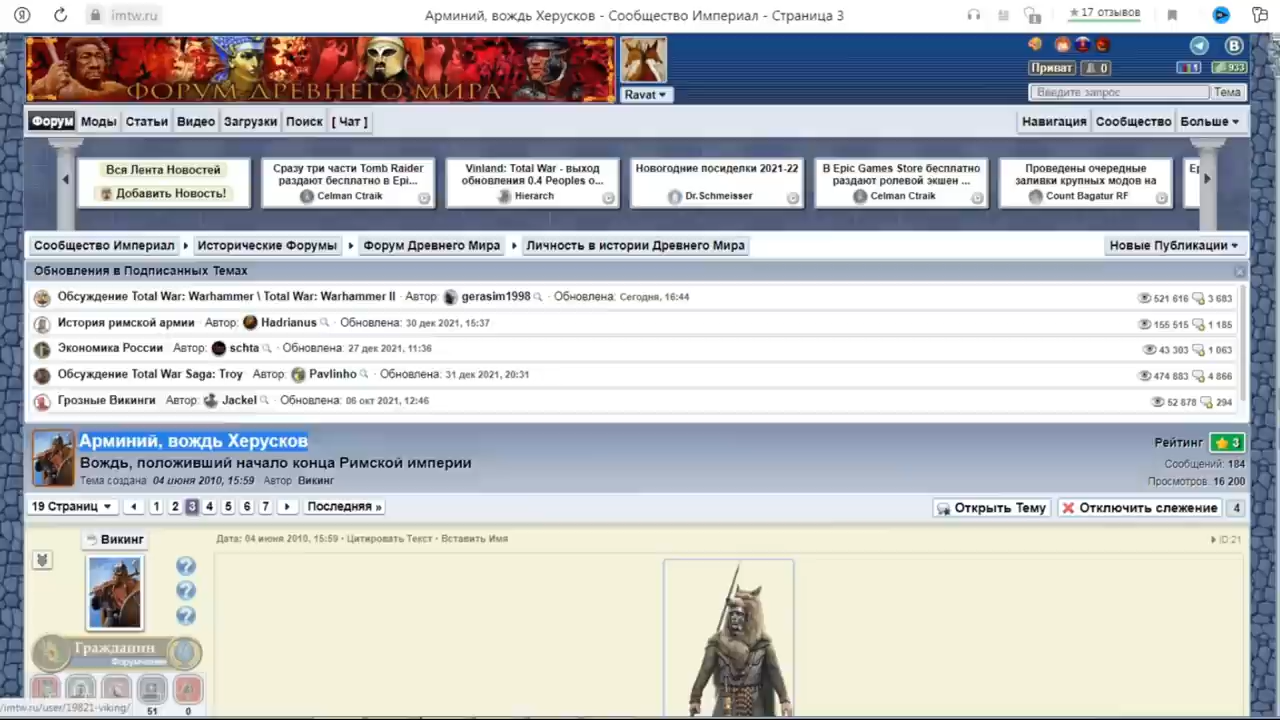 imtw.ru
Арминий, вождь Херусков - Сообщество Империал - Страница 3
17 отзывов
ФОРУМ ДРЕВНЕГО МИРА
Ravat
Приват
0
1
933
Введите запрос
Тема
Форум Моды Статьи Видео Загрузки Поиск [ Чат ]
Навигация Сообщество Больше
Вся Лента Новостей
Добавить Новость!
Сразу три части Tomb Raider
раздают бесплатно в Epi...
Celman Ctraik
Vinland: Total War - выход
обновления 0.4 Peoples o...
Hierarch
Новогодние посиделки 2021-22
Dr.Schmeisser
В Epic Games Store бесплатно
раздают ролевой экшен ...
Celman Ctraik
Проведены очередные
заливки крупных модов на
Count Bagatur RF
Сообщество Империал Исторические Форумы Форум Древнего Мира Личность в истории Древнего Мира
Новые Публикации
Обновления в Подписанных Темах
Обсуждение Total War: Warhammer \ Total War: Warhammer II · Автор: gerasim1998 · Обновлена: Сегодня, 16:44
521 616 3 683
История римской армии Автор: Hadrianus · Обновлена: 30 дек 2021, 15:37
155 515 1 185
Экономика России Автор: schta · Обновлена: 27 дек 2021, 11:36
43 303 1 063
Обсуждение Total War Saga: Troy Автор: Pavlinho · Обновлена: 31 дек 2021, 20:31
474 883 4 866
Грозные Викинги Автор: Jackel · Обновлена: 06 окт 2021, 12:46
52 878 294
Арминий, вождь Херусков
Вождь, положивший начало конца Римской империи
Тема создана: 04 июня 2010, 15:59 Автор Викинг
Рейтинг 3
Сообщений: 184
Просмотров: 16 200
19 Страниц 1 2 3 4 5 6 7 Последняя »
Открыть Тему Отключить слежение 4
Викинг
Дата: 04 июня 2010, 15:59 · Цитировать Текст · Вставить Имя
ID:21
Гражданин
Форумчанин
51 0
/imtw.ru/user/19821-viking/